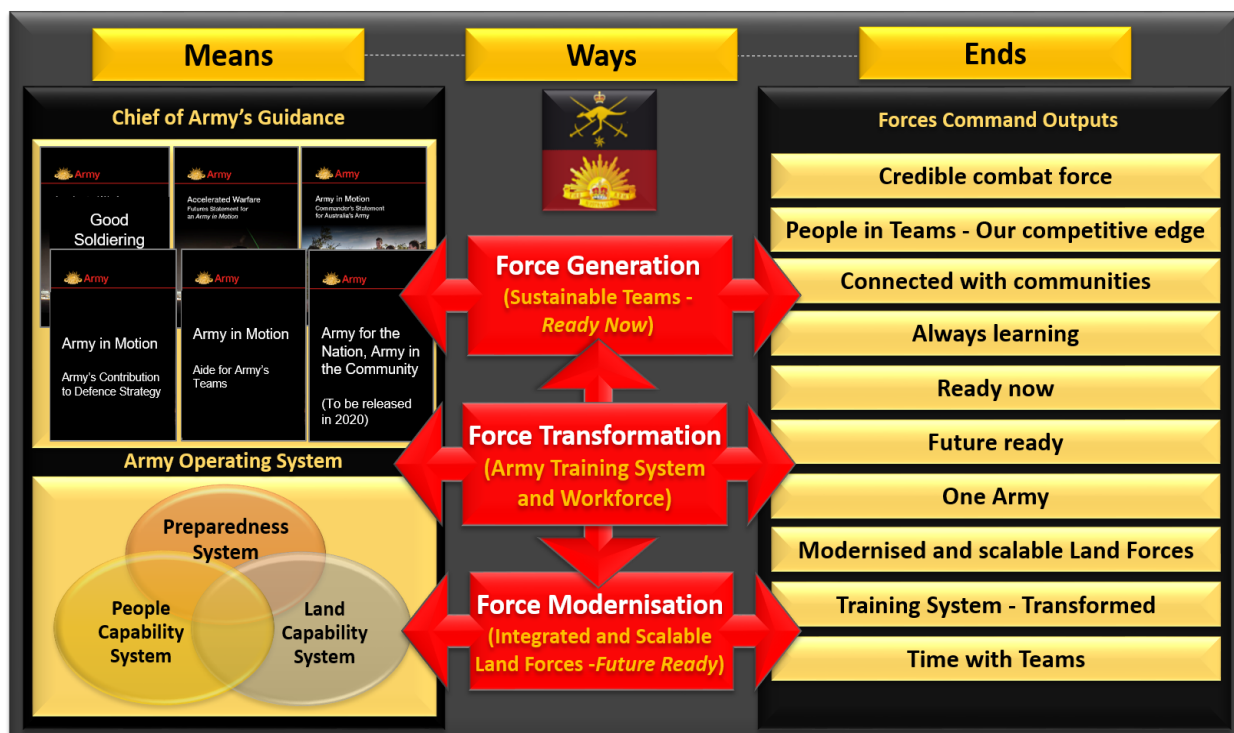 Means
Ways
Ends
Chief of Army's Guidance
Army
Good
Soldiering
Army
Accelerated Warfare
Futures Statement for
an Army in Motion
Army
Army in Motion
Commander's Statement
for Australia's Army
Army
Army in Motion
Army's Contribution
to Defence Strategy
Army
Army in Motion
Aide for Army's
Teams
Army
Army for the
Nation, Army in
the Community
(To be released
in 2020)
Army Operating System
Preparedness
System
People
Capability
System
Land
Capability
System
Force Generation
(Sustainable Teams -
Ready Now)
Force Transformation
(Army Training System
and Workforce)
Force Modernisation
(Integrated and Scalable
Land Forces -Future Ready)
Forces Command Outputs
Credible combat force
People in Teams - Our competitive edge
Connected with communities
Always learning
Ready now
Future ready
One Army
Modernised and scalable Land Forces
Training System - Transformed
Time with Teams